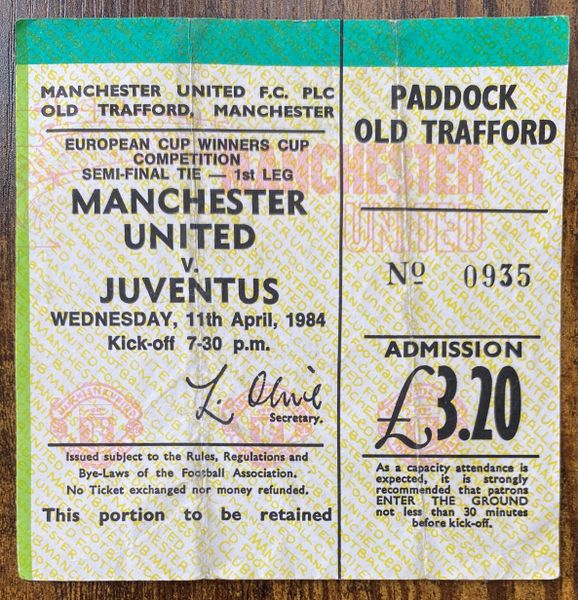 MANCHESTER UNITED F.C. PLC
OLD TRAFFORD, MANCHESTER
EUROPEAN CUP WINNERS CUP
COMPETITION
SEMI-FINAL TIE — 1st LEG
MANCHESTER
UNITED
v.
JUVENTUS
WEDNESDAY, 11th April, 1984
Kick-off 7-30 p.m.
L. Olive
Secretary.
Issued subject to the Rules, Regulations and
Bye-Laws of the Football Association.
No Ticket exchanged nor money refunded.
This portion to be retained
PADDOCK
OLD TRAFFORD
MANCHESTER
UNITED
No 0935
ADMISSION
£3.20
As a capacity attendance is
expected, it is strongly
recommended that patrons
ENTER THE GROUND
not less than 30 minutes
before kick-off.